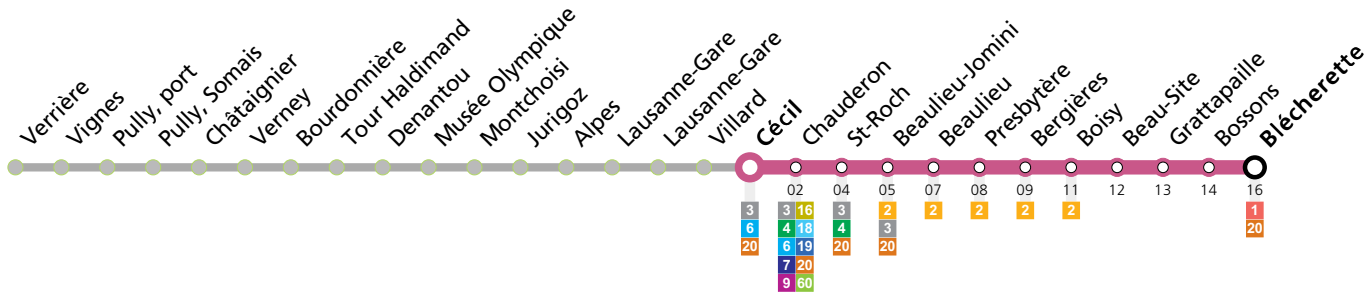 Verrière
Vignes
Pully, port
Pully, Somais
Châtaignier
Verney
Bourdonnière
Tour Haldimand
Denantou
Musée Olympique
Montchoisi
Jurigoz
Alpes
Lausanne-Gare
Lausanne-Gare
Villard
Cécil
Chauderon
St-Roch
Beaulieu-Jomini
Beaulieu
Presbytère
Bergières
Boisy
Beau-Site
Grattapaille
Bossons
Blécherette
02 04 05 07 08 09 11 12 13 14 16
3 3 16 3 2 2 2 2 2 1
6 4 18 4 3 20
20 6 19 20 20
7 20
9 60